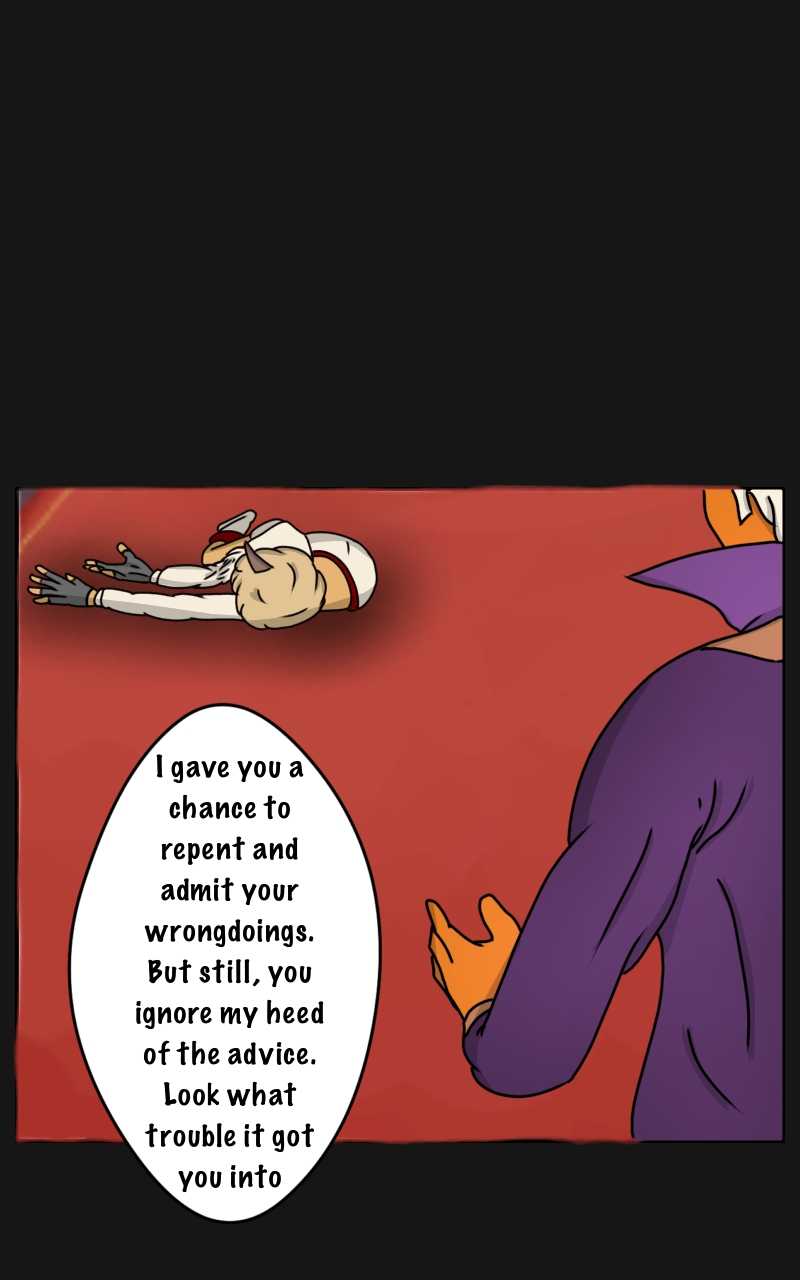 I gave you a
chance to
repent and
admit your
wrongdoings.
But still, you
ignore my heed
of the advice.
Look what
trouble it got
you into